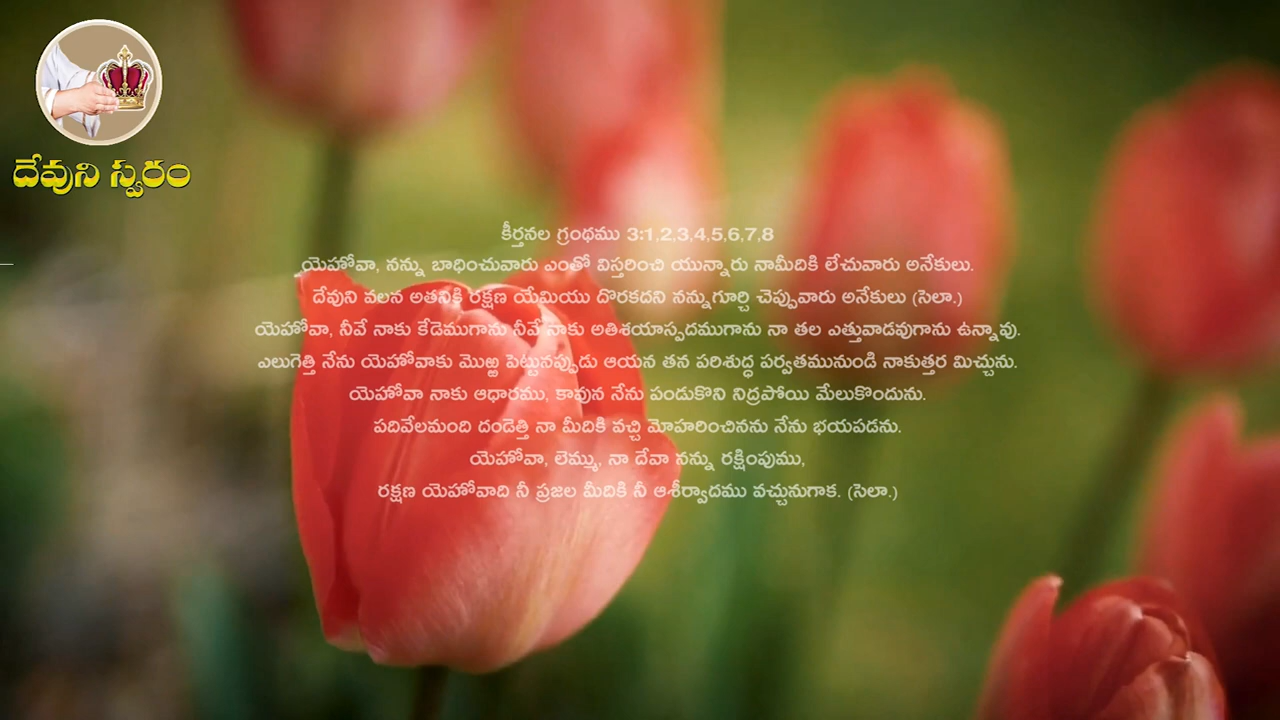 దేవుని స్వరం
కీర్తనల గ్రంథము 3:1,2,3,4,5,6,7,8
యెహోవా, నన్ను బాధించువారు ఎంతో విస్తరించి యున్నారు నామీదికి లేచువారు అనేకులు.
దేవుని వలన అతనికి రక్షణ యేమియు దొరకదని నన్నుగూర్చి చెప్పువారు అనేకులు (సెలా.)
యెహోవా, నీవే నాకు కేడెముగాను నీవే నాకు అతిశయాస్పదముగాను నా తల ఎత్తువాడవుగాను ఉన్నావు.
ఎలుగెత్తి నేను యెహోవాకు మొఱ్ఱ పెట్టునప్పుడు ఆయన తన పరిశుద్ధ పర్వతమునుండి నాకుత్తర మిచ్చును.
యెహోవా నాకు ఆధారము, కావున నేను పండుకొని నిద్రపోయి మేలుకొందును.
పదివేలమంది దండెత్తి నా మీదికి వచ్చి మోహరించినను నేను భయపడను.
యెహోవా, లెమ్ము, నా దేవా నన్ను రక్షింపుము,
రక్షణ యెహోవాది నీ ప్రజల మీదికి నీ ఆశీర్వాదము వచ్చునుగాక. (సెలా.)